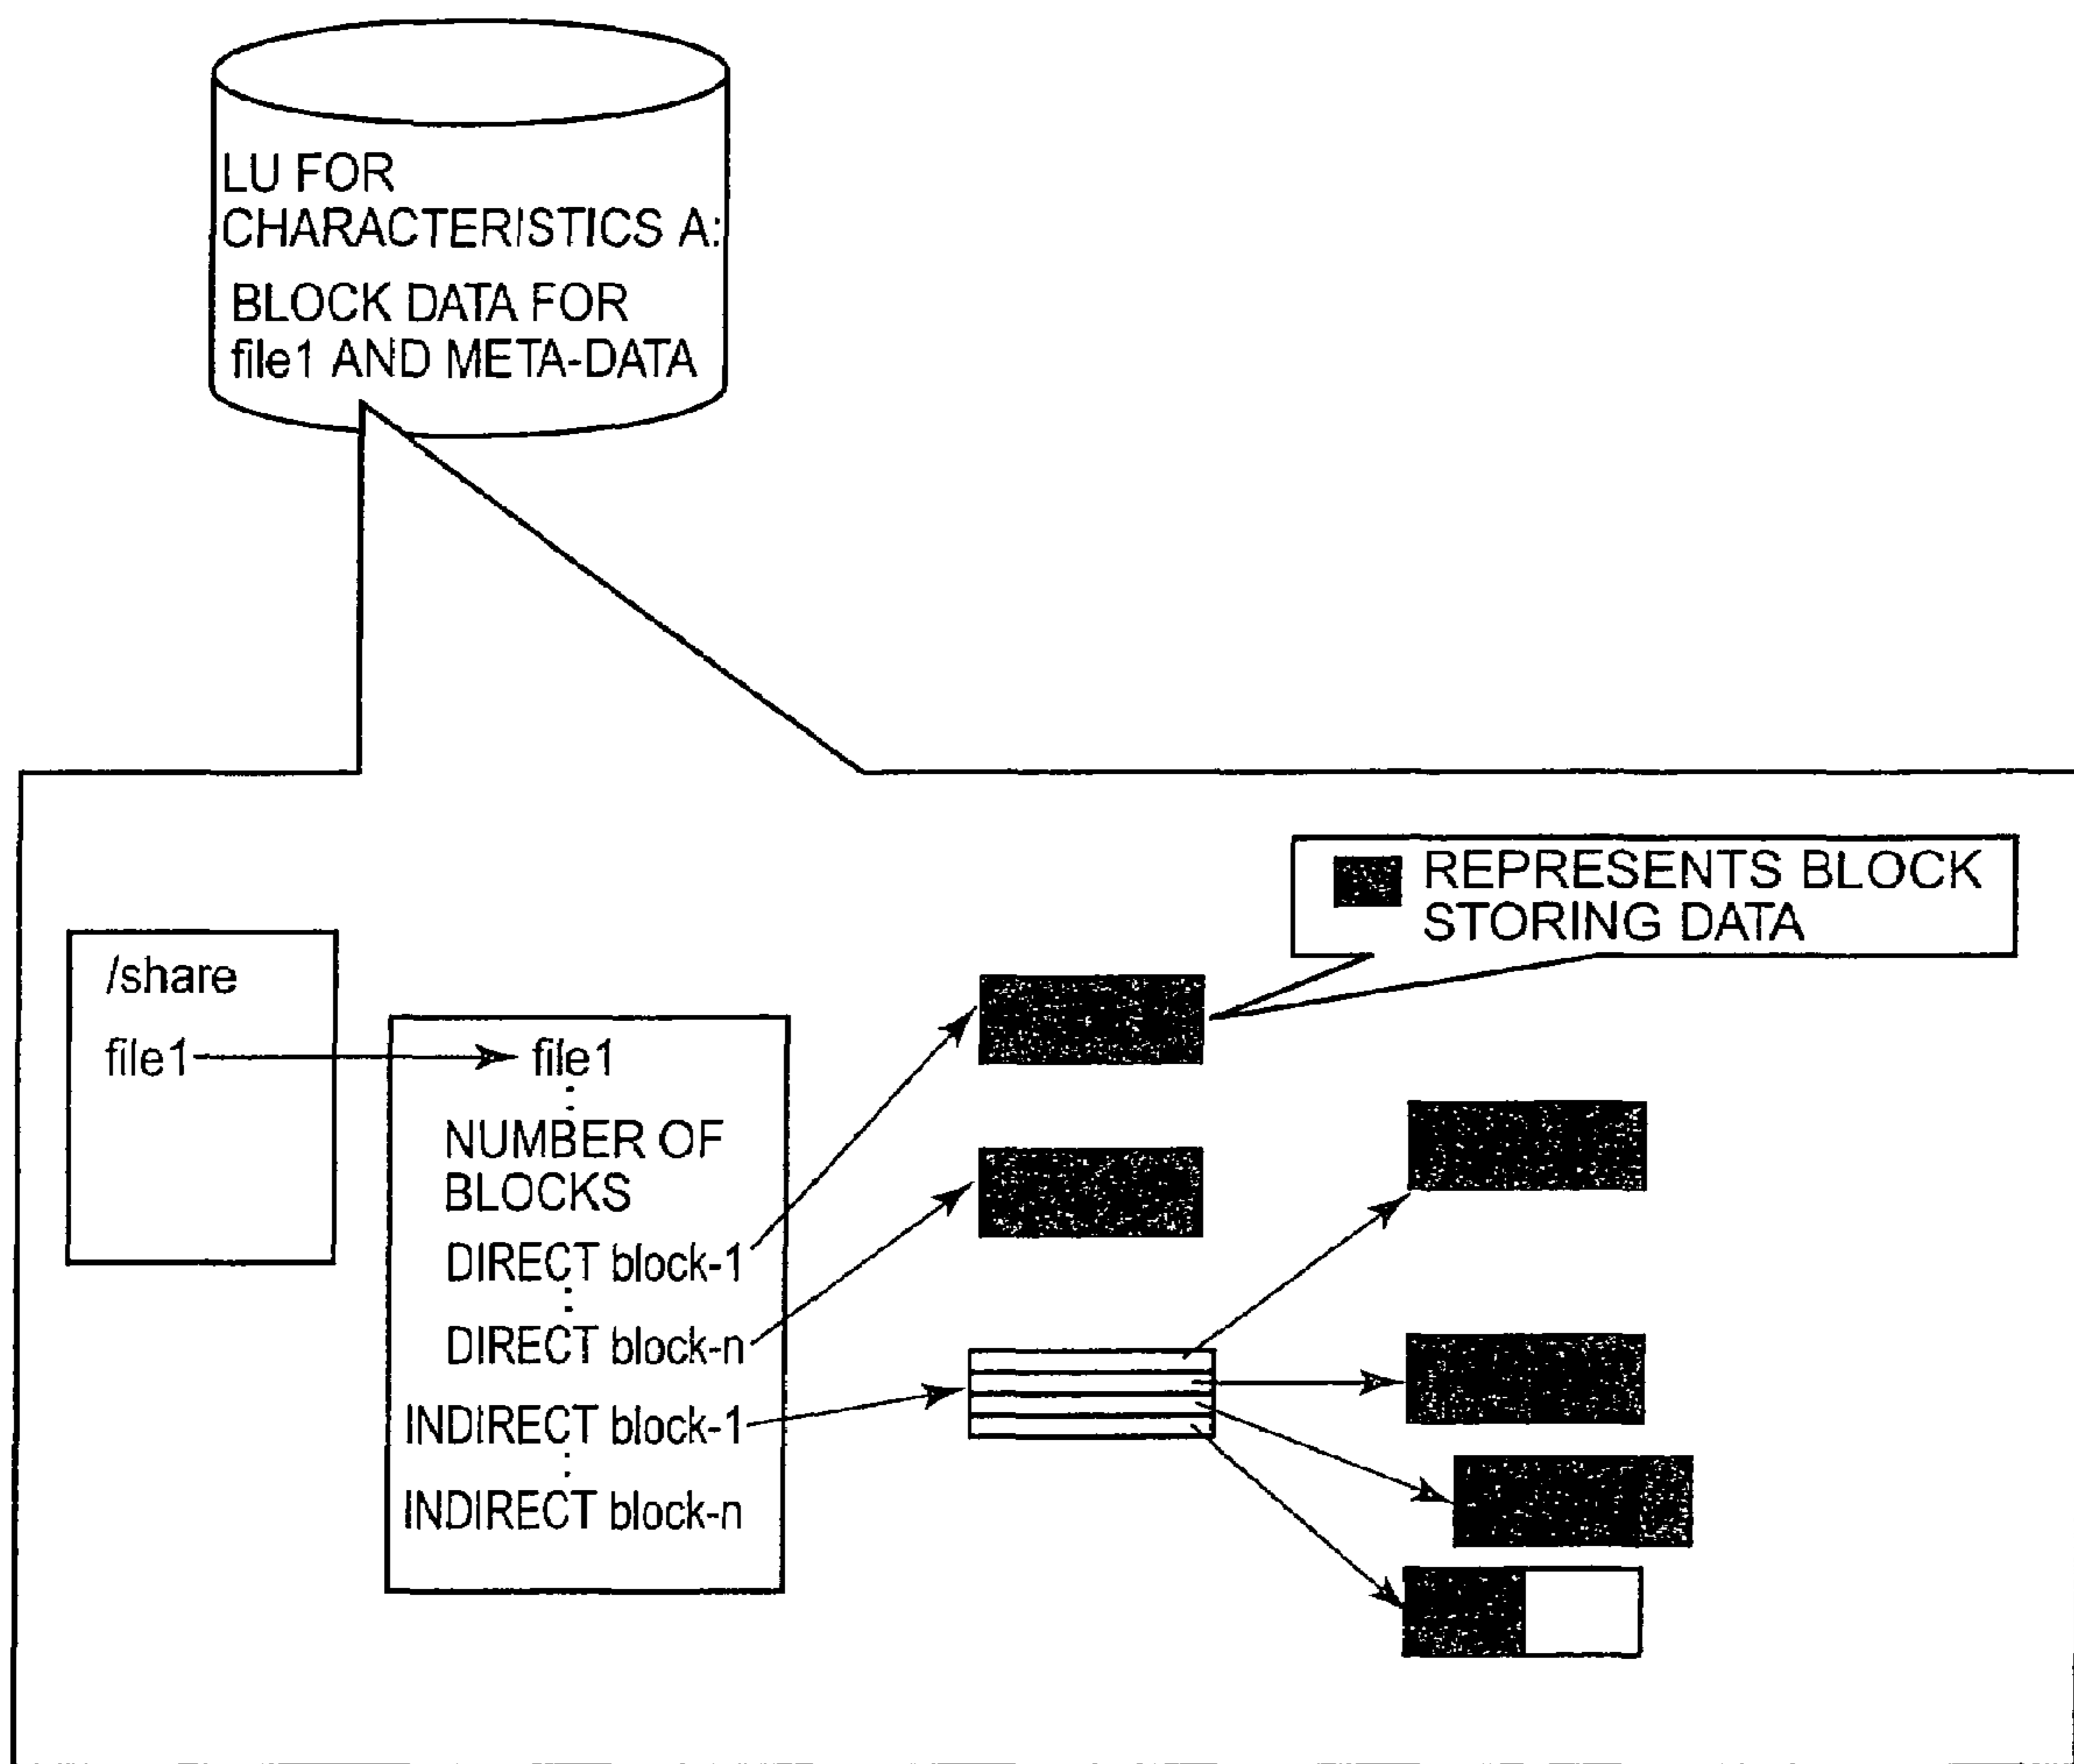 LU FOR
CHARACTERISTICS A:
BLOCK DATA FOR
file1 AND META-DATA
REPRESENTS BLOCK
STORING DATA
/share
file1
file1
NUMBER OF
BLOCKS
DIRECT block-1
DIRECT block-n
INDIRECT block-1
INDIRECT block-n